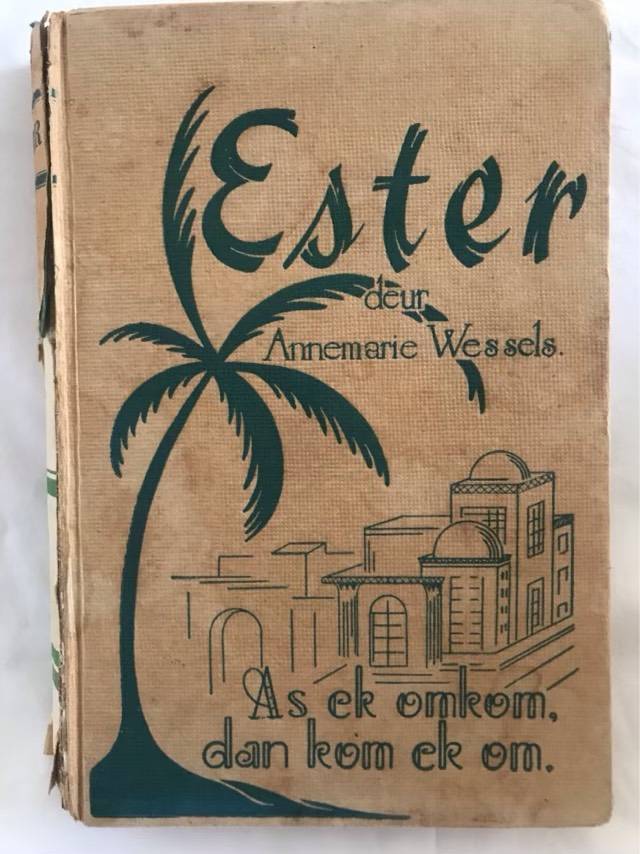 Ester
deur
Annemarie Wessels.
As ek omkom,
dan kom ek om.
R